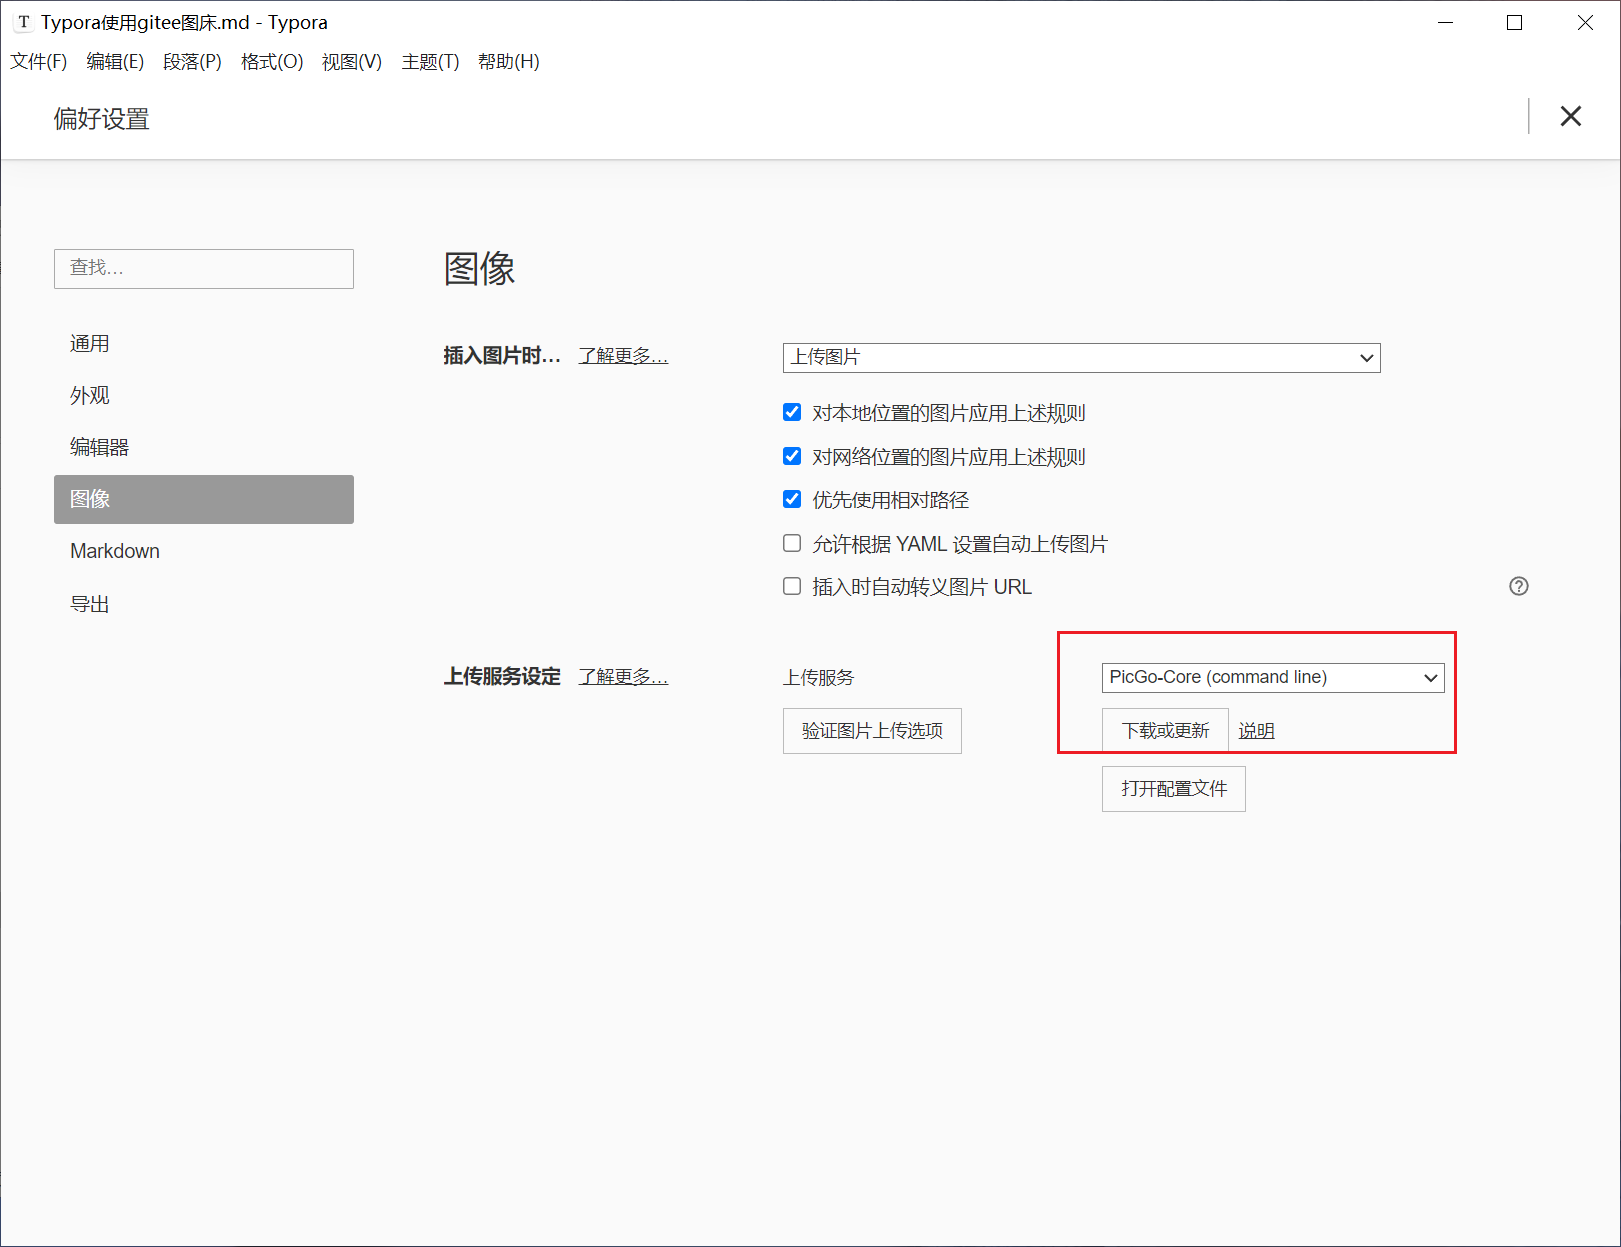 T Typora使用gitee图床.md - Typora
文件(F) 编辑(E) 段落(P) 格式(O) 视图(V) 主题(T) 帮助(H)
偏好设置
查找...
通用
外观
编辑器
图像
Markdown
导出
图像
插入图片时... 了解更多... 上传图片
对本地位置的图片应用上述规则
对网络位置的图片应用上述规则
优先使用相对路径
允许根据 YAML 设置自动上传图片
插入时自动转义图片 URL
上传服务设定 了解更多... 上传服务 PicGo-Core (command line)
验证图片上传选项 下载或更新 说明
打开配置文件